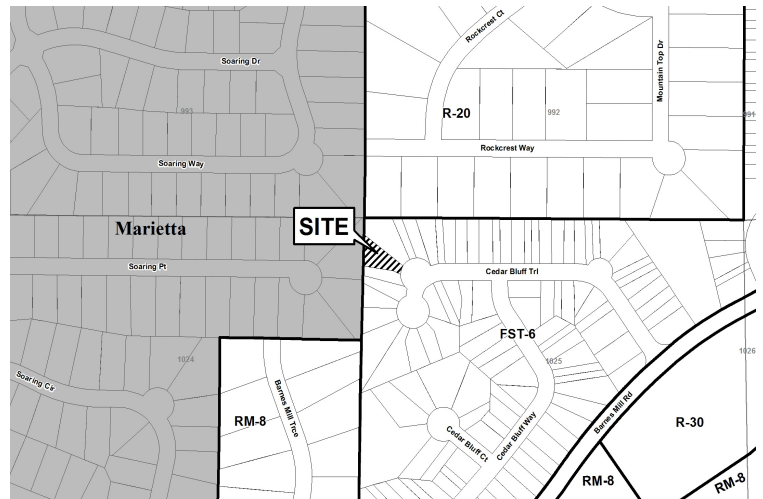 Rockcrest Ct
Soaring Dr
Mountain Top Dr
993
R-20
992
991
Rockcrest Way
Soaring Way
SITE
Marietta
Soaring Pt
Cedar Bluff Trl
FST-6
1024
1025
1026
Soaring Cir
Barnes Mill Trce
RM-8
Barnes Mill Rd
R-30
Cedar Bluff Way
Cedar Bluff Ct
RM-8
RM-8